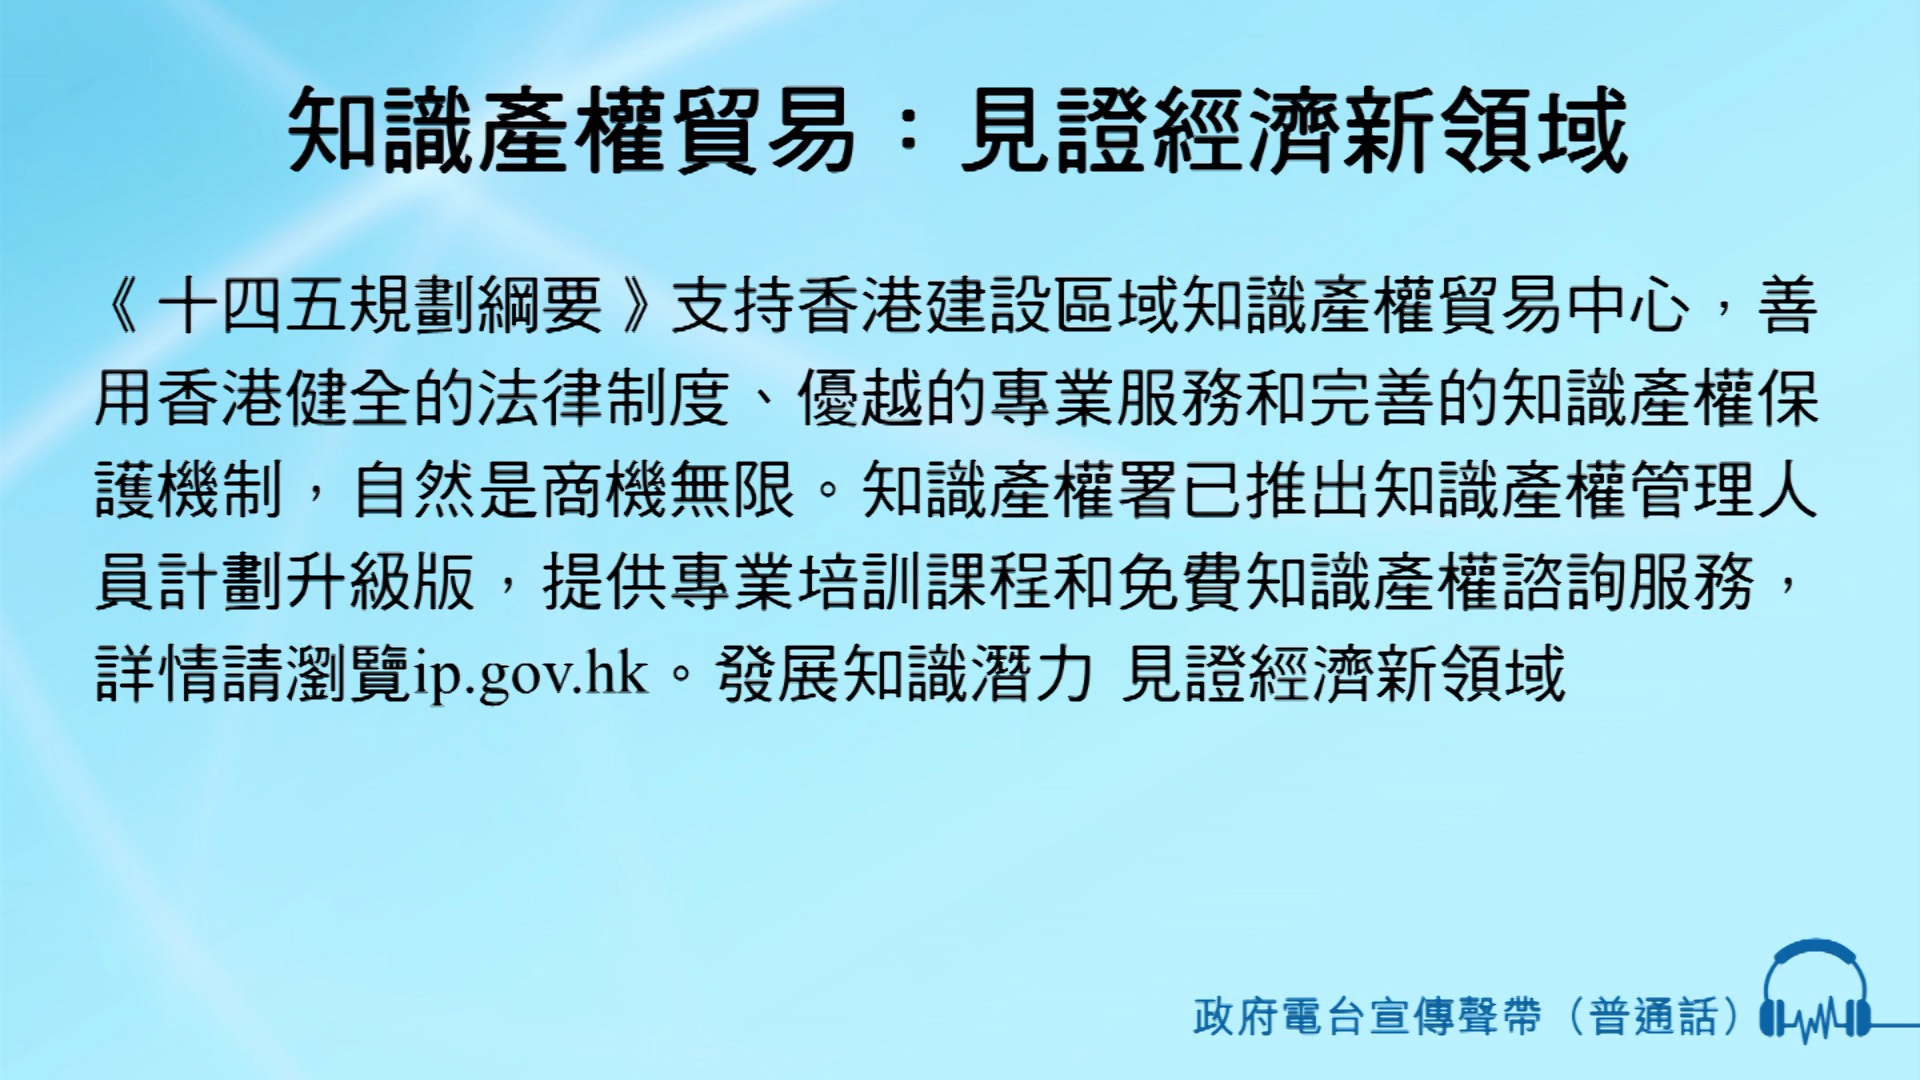 知識產權貿易：見證經濟新領域
《十四五規劃綱要》支持香港建設區域知識產權貿易中心，善
用香港健全的法律制度、優越的專業服務和完善的知識產權保
護機制，自然是商機無限。知識產權署已推出知識產權管理人
員計劃升級版，提供專業培訓課程和免費知識產權諮詢服務，
詳情請瀏覽ip.gov.hk。發展知識潛力 見證經濟新領域
政府電台宣傳聲帶（普通話）